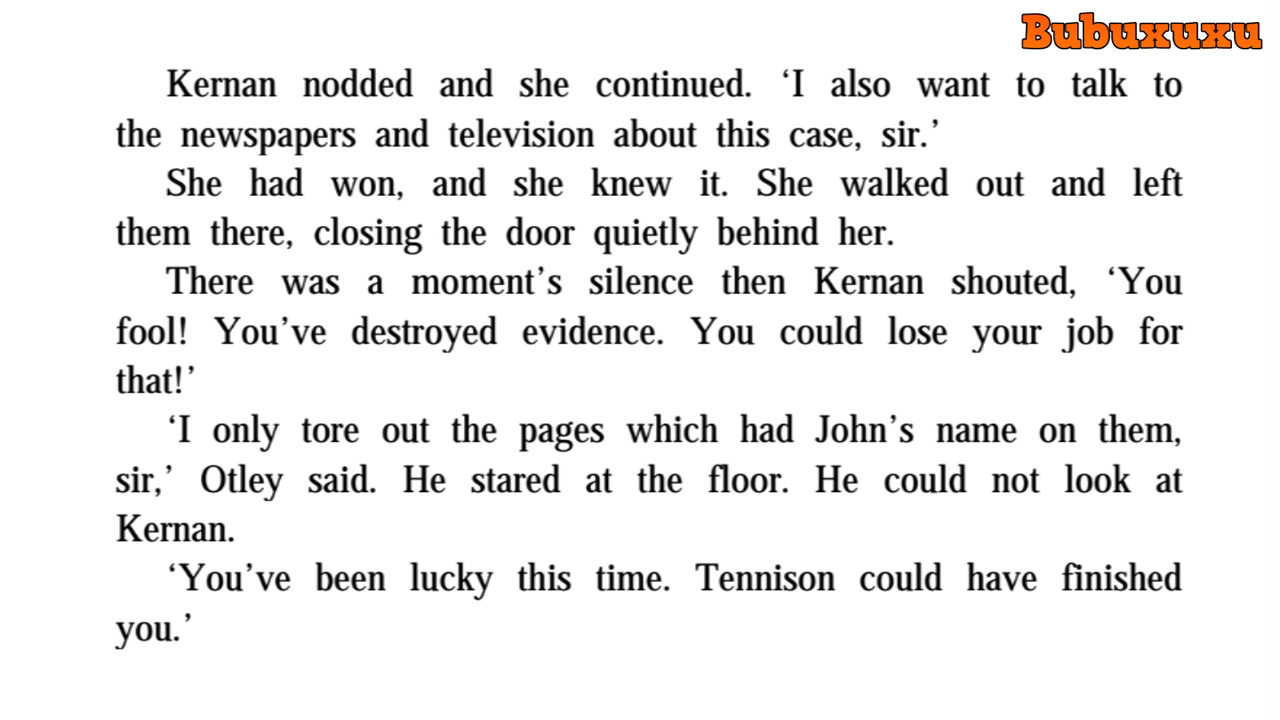 Bubuxuxu
Kernan nodded and she continued. ‘I also want to talk to
the newspapers and television about this case, sir.’
She had won, and she knew it. She walked out and left
them there, closing the door quietly behind her.
There was a moment’s silence then Kernan shouted, ‘You
fool! You’ve destroyed evidence. You could lose your job for
that!’
‘I only tore out the pages which had John’s name on them,
sir,’ Otley said. He stared at the floor. He could not look at
Kernan.
‘You’ve been lucky this time. Tennison could have finished
you.’